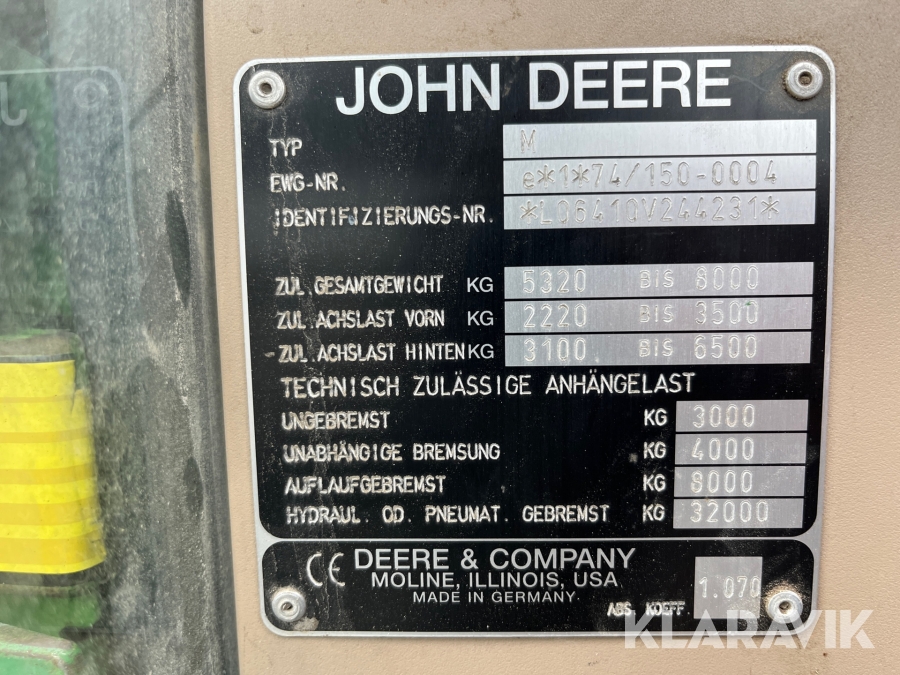 JOHN DEERE
TYP M
EWG-NR. e*1*74/150-0004
IDENTIFIZIERUNGS-NR. *L06410V244231*
ZUL.GESAMTGEWICHT KG 5320 BIS 8000
ZUL.ACHSLAST VORN KG 2220 BIS 3500
ZUL.ACHSLAST HINTEN KG 3100 BIS 6500
TECHNISCH ZULÄSSIGE ANHÄNGELAST
UNGEBREMST KG 3000
UNABHÄNGIGE BREMSUNG KG 4000
AUFLAUFGEBREMST KG 8000
HYDRAUL. OD. PNEUMAT. GEBREMST KG 32000
CE DEERE & COMPANY
MOLINE, ILLINOIS, USA
MADE IN GERMANY
ABS. KOEFF. 1.070
KLARAVIK